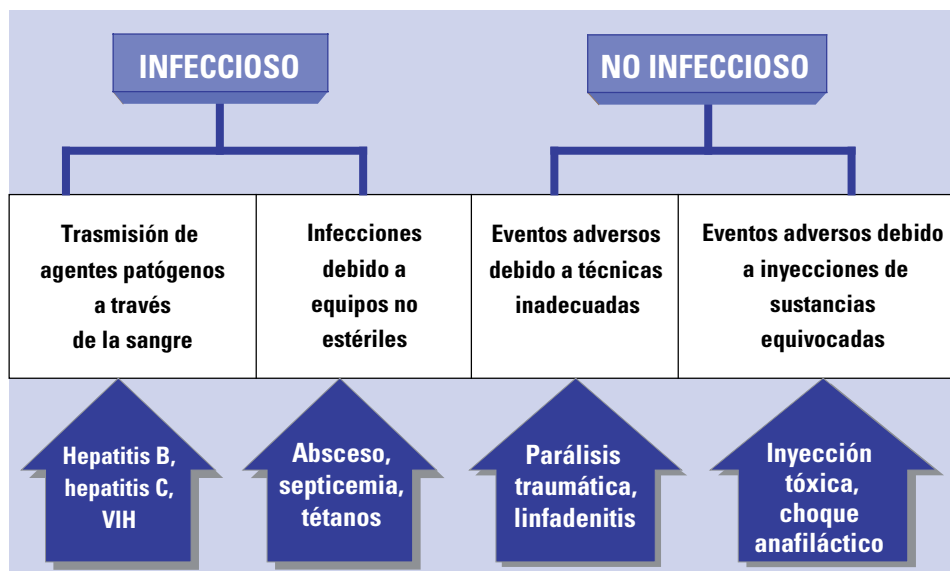 INFECCIOSO
NO INFECCIOSO
Trasmisión de
agentes patógenos
a través
de la sangre
Infecciones
debido a
equipos no
estériles
Eventos adversos
debido a técnicas
inadecuadas
Eventos adversos debido
a inyecciones de
sustancias
equivocadas
Hepatitis B,
hepatitis C,
VIH
Absceso,
septicemia,
tétanos
Parálisis
traumática,
linfadenitis
Inyección
tóxica,
choque
anafiláctico